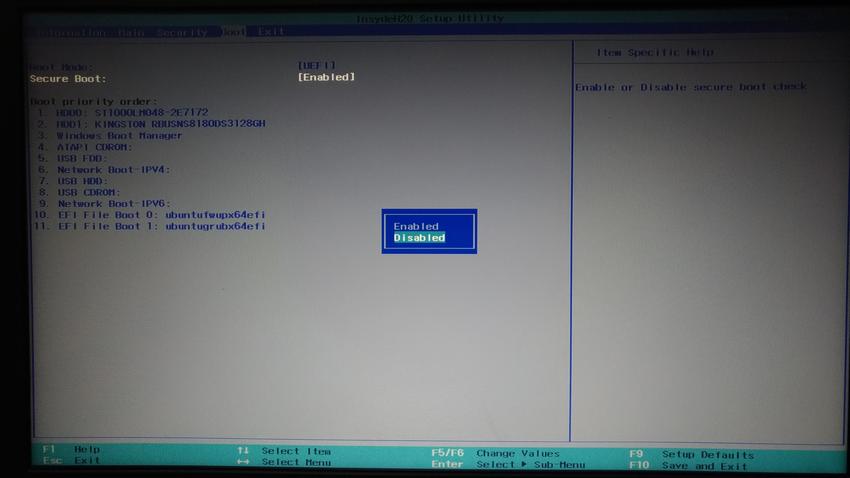 InsydeH20 Setup Utility
Information Main Security Boot Exit
Item Specific Help
Boot Mode: [UEFI]
Secure Boot: [Enabled]
Enable or Disable secure boot check
Boot priority order:
1. HDD0: ST1000LM048-2E7172
2. HDD1: KINGSTON RBUSNS8180DS3128GH
3. Windows Boot Manager
4. ATAPI CDROM:
5. USB FDD:
6. Network Boot-IPV4:
7. USB HDD:
8. USB CDROM:
9. Network Boot-IPV6:
10. EFI File Boot 0: ubuntufwupx64efi
11. EFI File Boot 1: ubuntugrubx64efi
Enabled
Disabled
F1 Help ↑↓ Select Item F5/F6 Change Values F9 Setup Defaults
Esc Exit ↔ Select Menu Enter Select ▶ Sub-Menu F10 Save and Exit